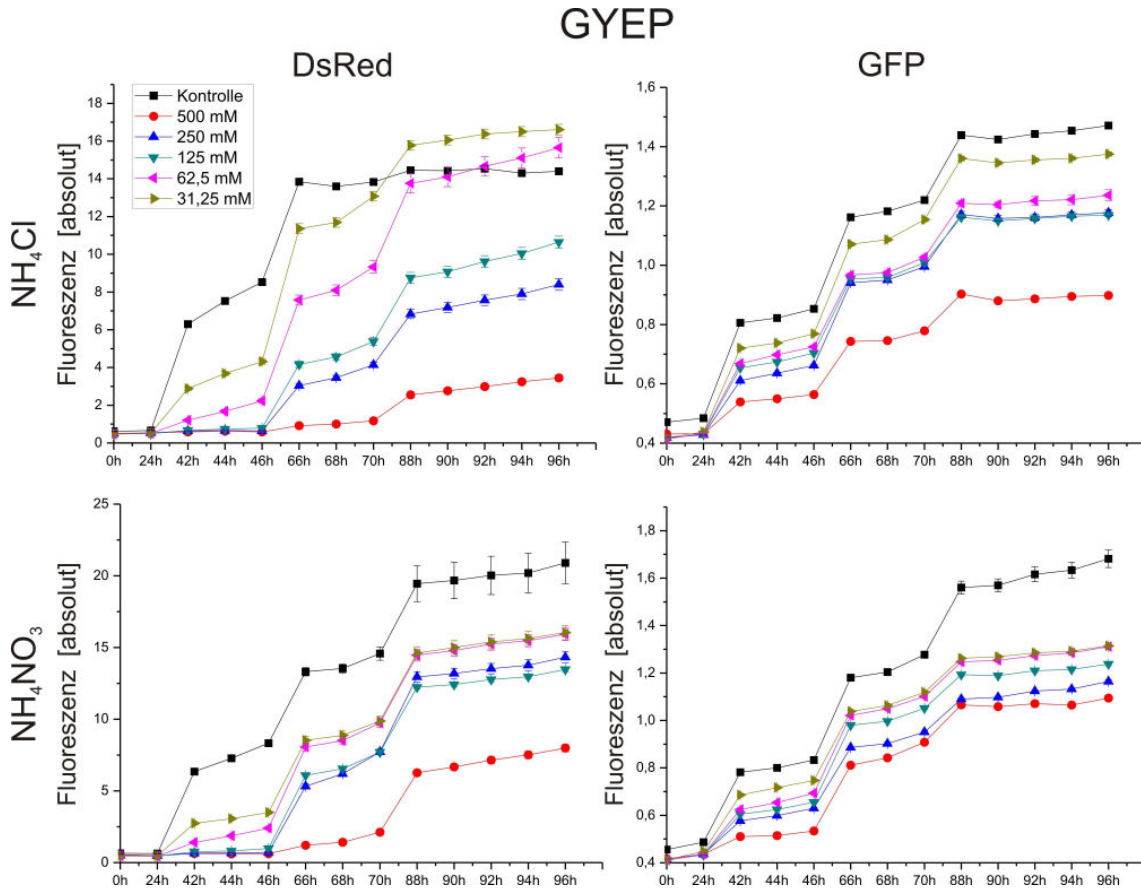 GYEP
DsRed
GFP
NH₄Cl
Fluoreszenz [absolut]
18
16
14
12
10
8
6
4
2
0
Kontrolle
500 mM
250 mM
125 mM
62,5 mM
31,25 mM
0h 24h 42h 44h 46h 66h 68h 70h 88h 90h 92h 94h 96h
Fluoreszenz [absolut]
1,6
1,4
1,2
1,0
0,8
0,6
0,4
0h 24h 42h 44h 46h 66h 68h 70h 88h 90h 92h 94h 96h
NH₄NO₃
Fluoreszenz [absolut]
25
20
15
10
5
0
0h 24h 42h 44h 46h 66h 68h 70h 88h 90h 92h 94h 96h
Fluoreszenz [absolut]
1,8
1,6
1,4
1,2
1,0
0,8
0,6
0,4
0h 24h 42h 44h 46h 66h 68h 70h 88h 90h 92h 94h 96h